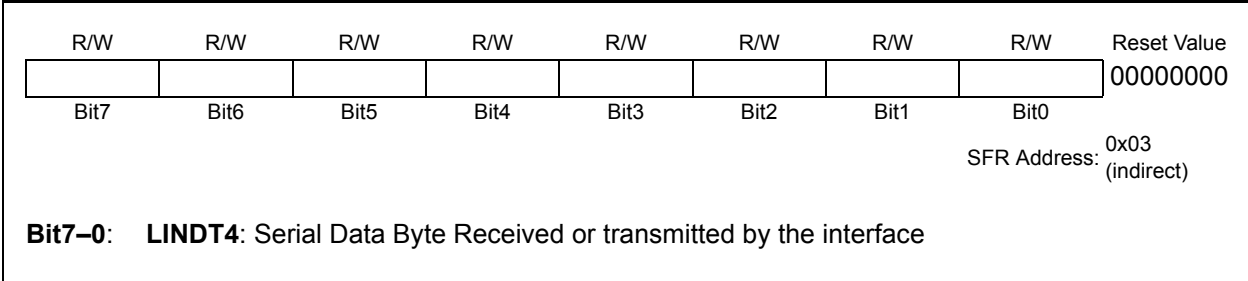 R/W R/W R/W R/W R/W R/W R/W R/W Reset Value
00000000
Bit7 Bit6 Bit5 Bit4 Bit3 Bit2 Bit1 Bit0
SFR Address: 0x03
(indirect)
Bit7–0: LINDT4: Serial Data Byte Received or transmitted by the interface